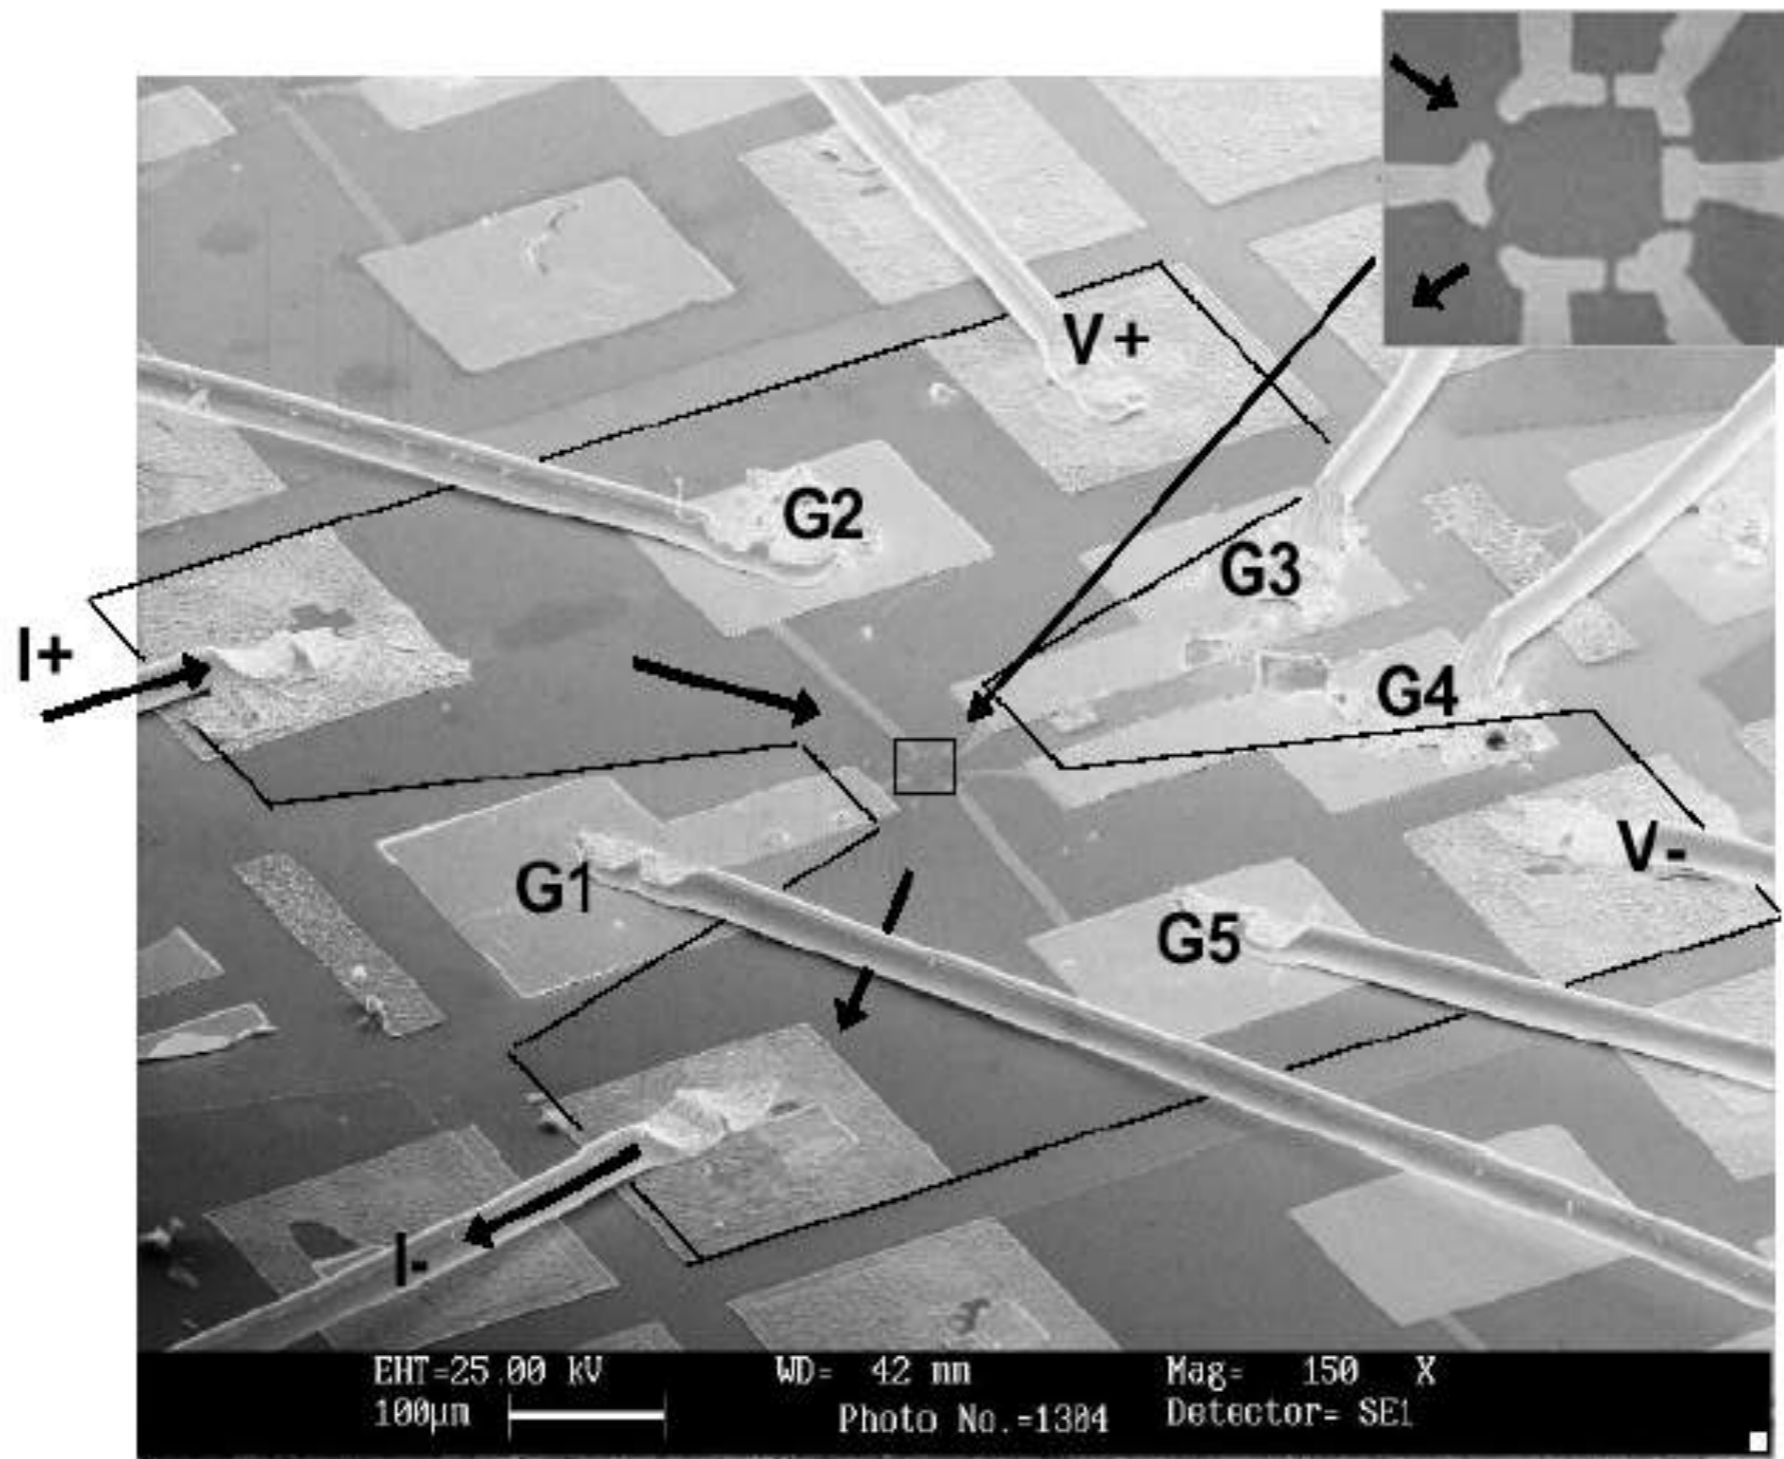 V+
G2
G3
I+
G4
V-
G1
G5
I-
EHT=25.00 kV WD= 42 mm Mag= 150 X
100µm Photo No.=1304 Detector= SE1